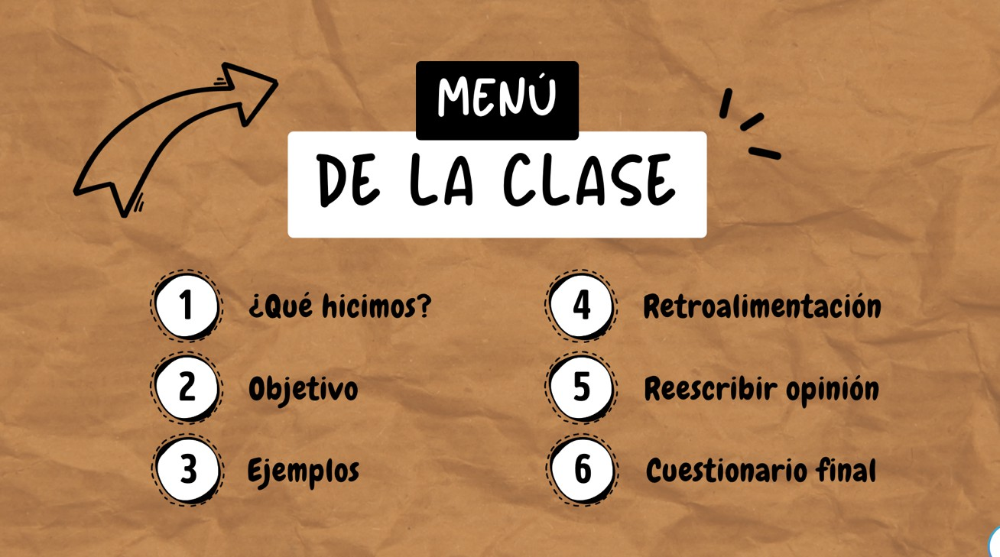 MENÚ
DE LA CLASE
1 ¿Qué hicimos?
2 Objetivo
3 Ejemplos
4 Retroalimentación
5 Reescribir opinión
6 Cuestionario final